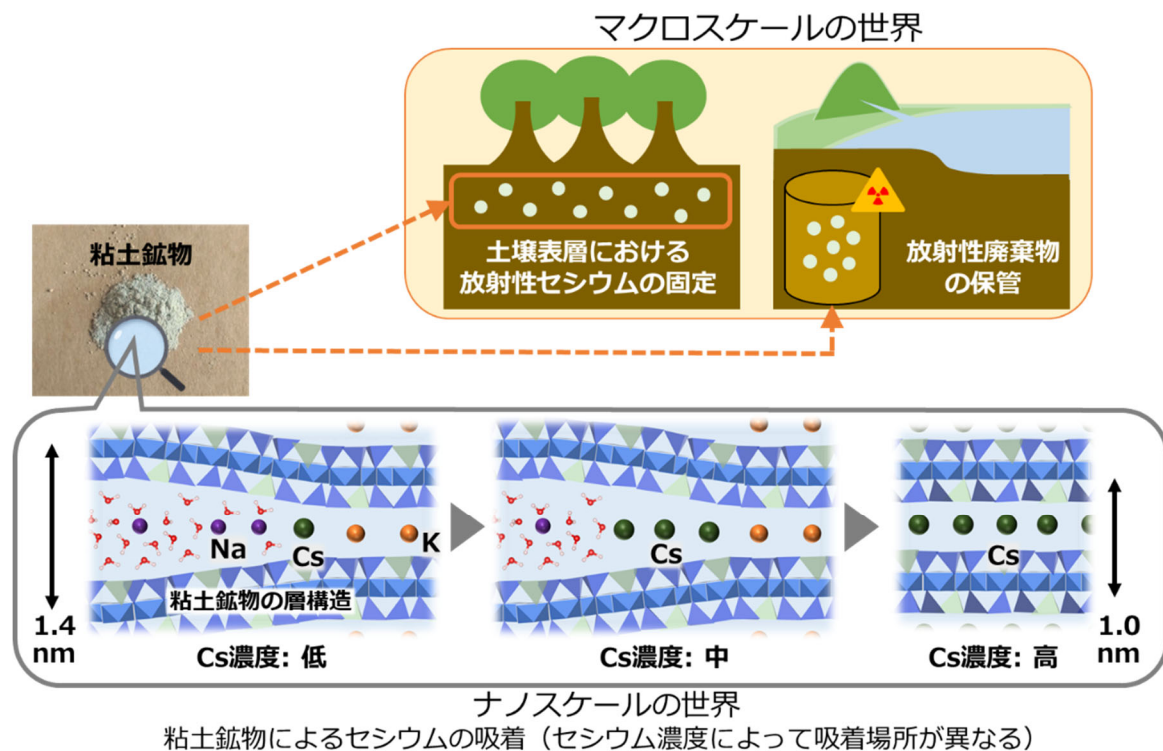 マクロスケールの世界
粘土鉱物
土壌表層における
放射性セシウムの固定
放射性廃棄物
の保管
Na
Cs
K
粘土鉱物の層構造
Cs
Cs
1.4
nm
1.0
nm
Cs濃度: 低
Cs濃度: 中
Cs濃度: 高
ナノスケールの世界
粘土鉱物によるセシウムの吸着（セシウム濃度によって吸着場所が異なる）